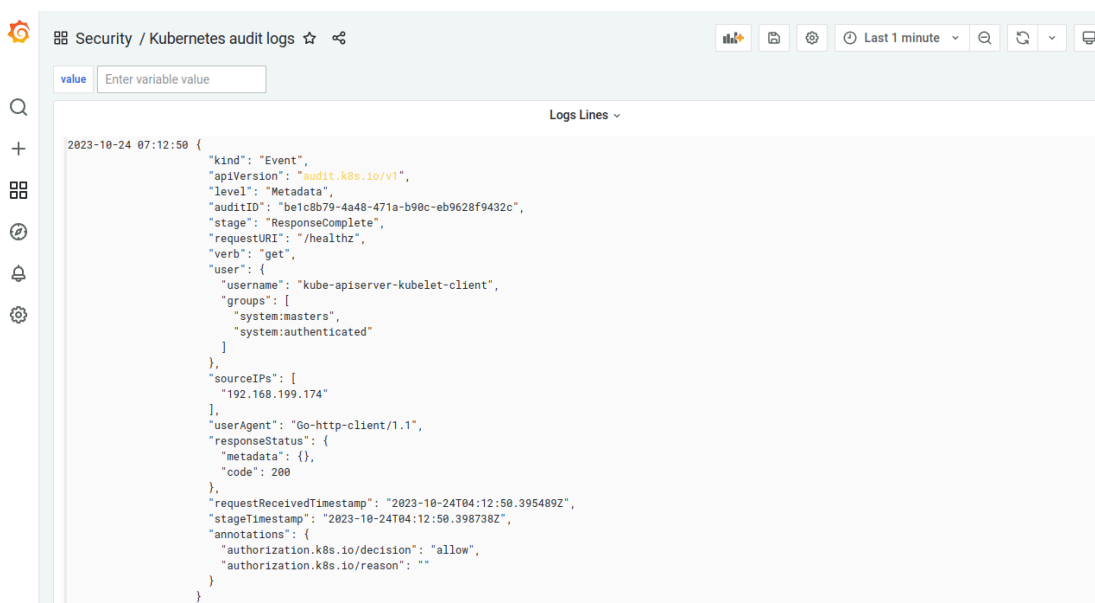 Security / Kubernetes audit logs
Last 1 minute
value Enter variable value
Logs Lines
2023-10-24 07:12:50 {
"kind": "Event",
"apiVersion": "audit.k8s.io/v1",
"level": "Metadata",
"auditID": "be1c8b79-4a48-471a-b90c-eb9628f9432c",
"stage": "ResponseComplete",
"requestURI": "/healthz",
"verb": "get",
"user": {
"username": "kube-apiserver-kubelet-client",
"groups": [
"system:masters",
"system:authenticated"
]
},
"sourceIPs": [
"192.168.199.174"
],
"userAgent": "Go-http-client/1.1",
"responseStatus": {
"metadata": {},
"code": 200
},
"requestReceivedTimestamp": "2023-10-24T04:12:50.395489Z",
"stageTimestamp": "2023-10-24T04:12:50.398738Z",
"annotations": {
"authorization.k8s.io/decision": "allow",
"authorization.k8s.io/reason": ""
}
}